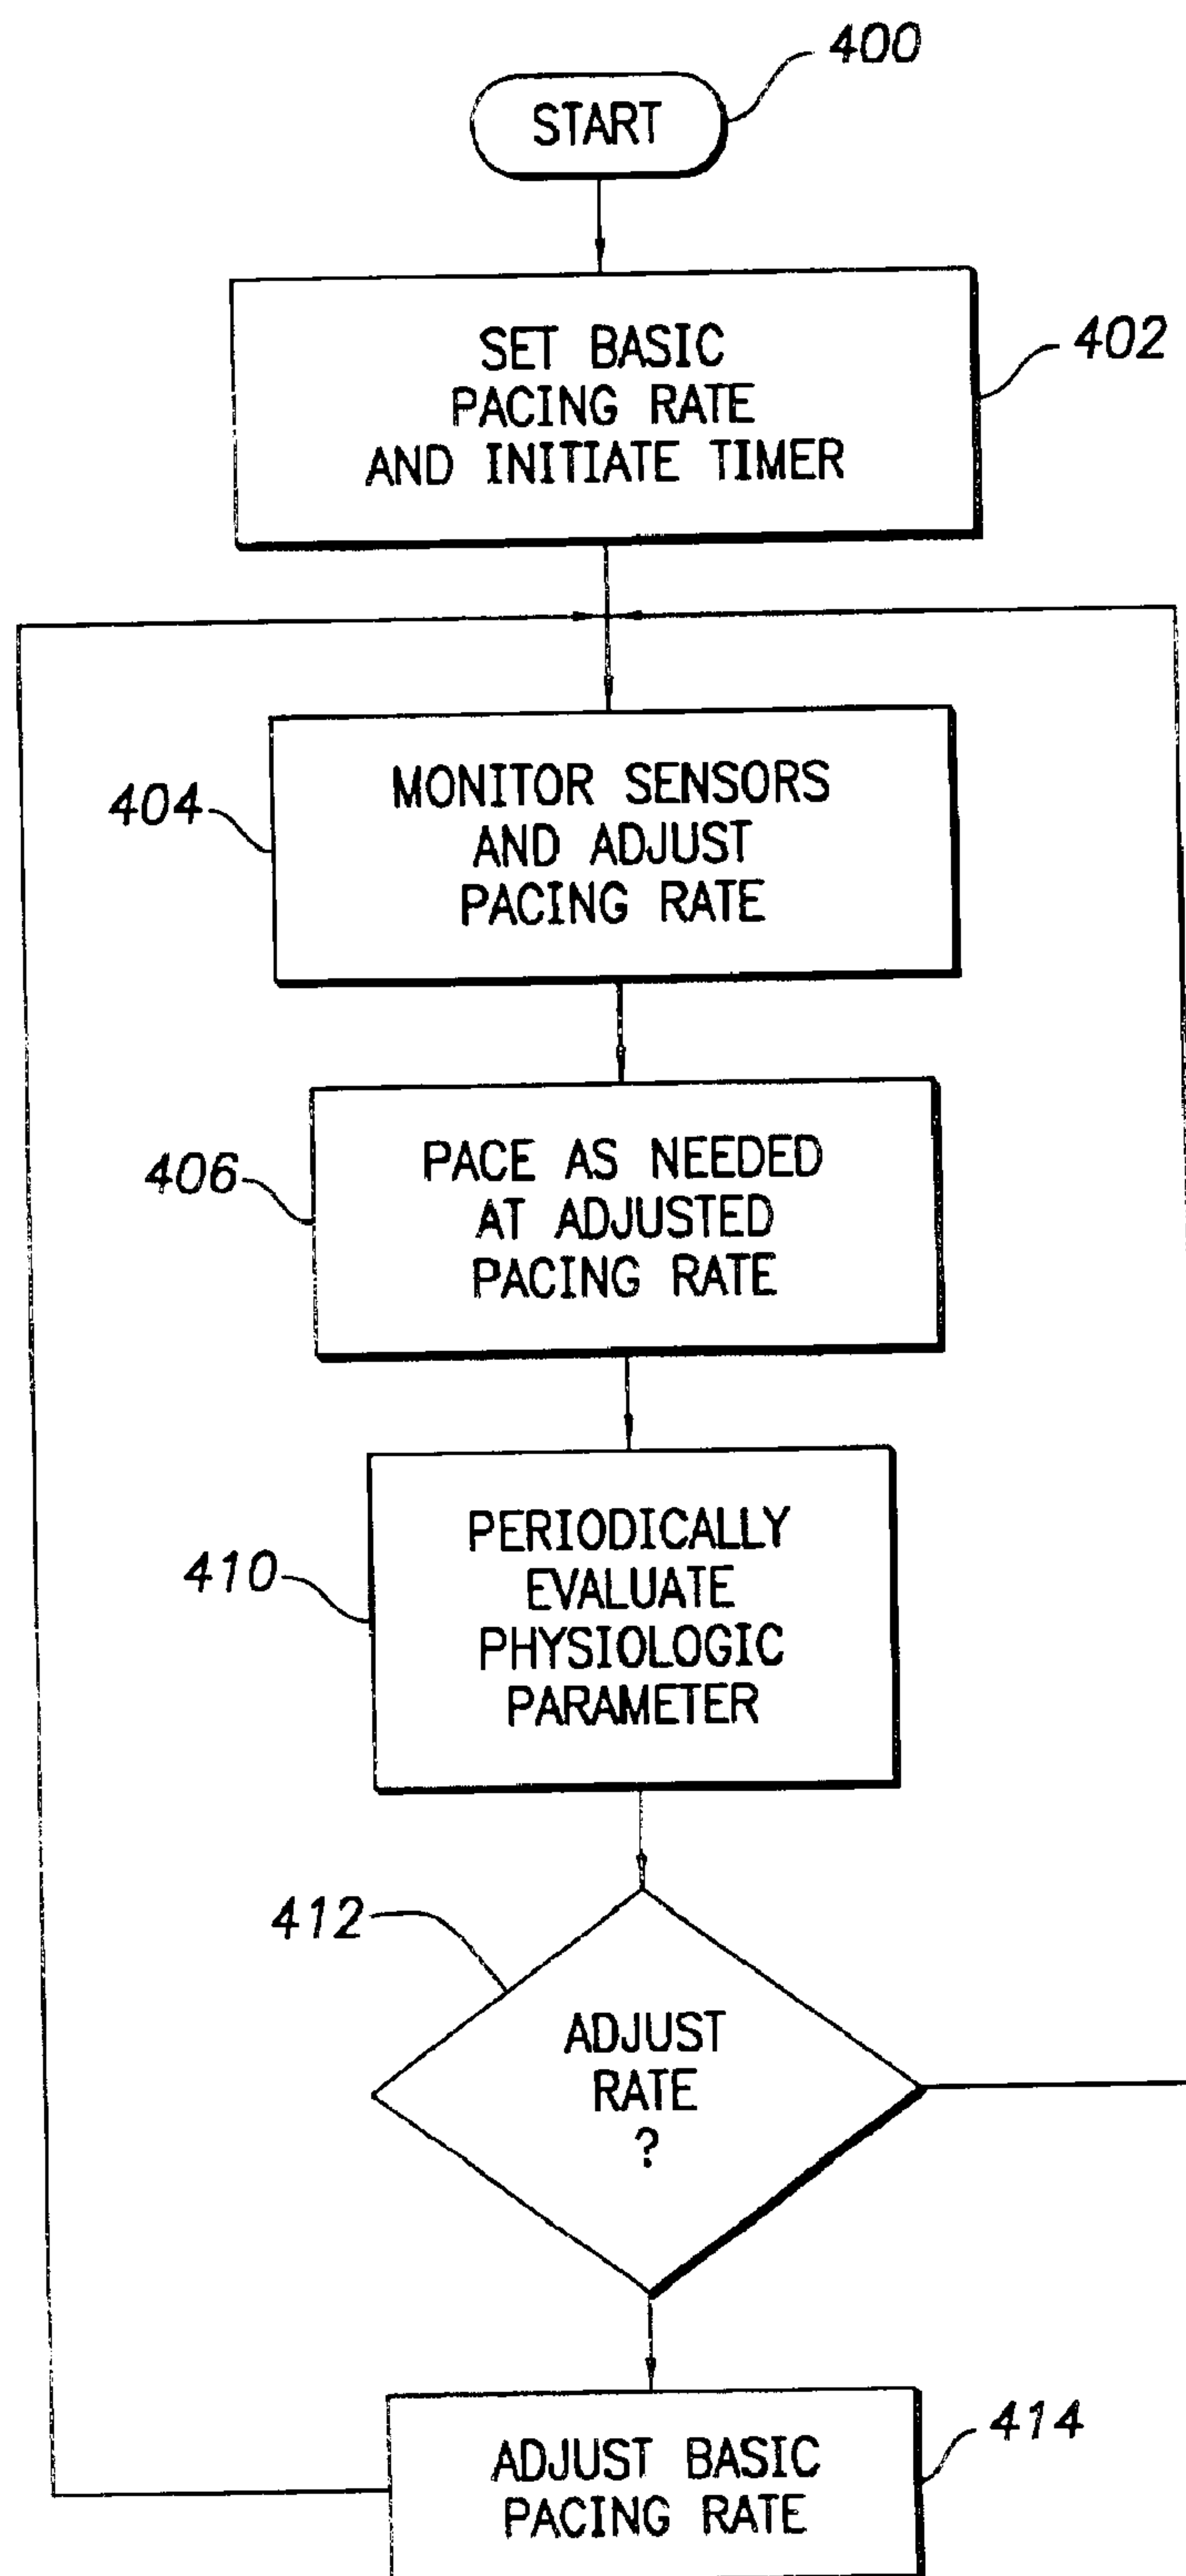 400
START
402
SET BASIC
PACING RATE
AND INITIATE TIMER
404
MONITOR SENSORS
AND ADJUST
PACING RATE
406
PACE AS NEEDED
AT ADJUSTED
PACING RATE
410
PERIODICALLY
EVALUATE
PHYSIOLOGIC
PARAMETER
412
ADJUST
RATE
?
414
ADJUST BASIC
PACING RATE